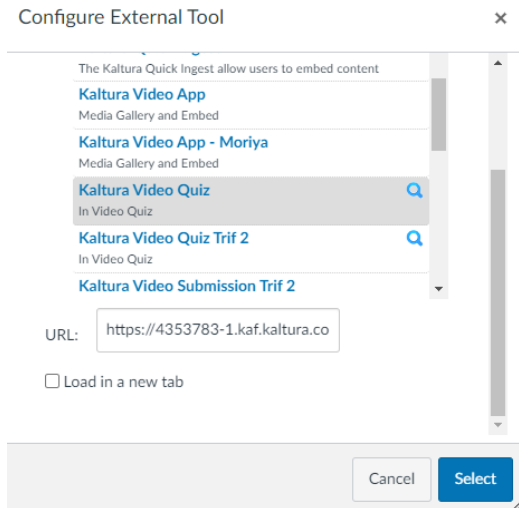 Configure External Tool
The Kaltura Quick Ingest allow users to embed content
Kaltura Video App
Media Gallery and Embed
Kaltura Video App - Moriya
Media Gallery and Embed
Kaltura Video Quiz
In Video Quiz
Kaltura Video Quiz Trif 2
In Video Quiz
Kaltura Video Submission Trif 2
URL: https://4353783-1.kaf.kaltura.co
Load in a new tab
Cancel Select